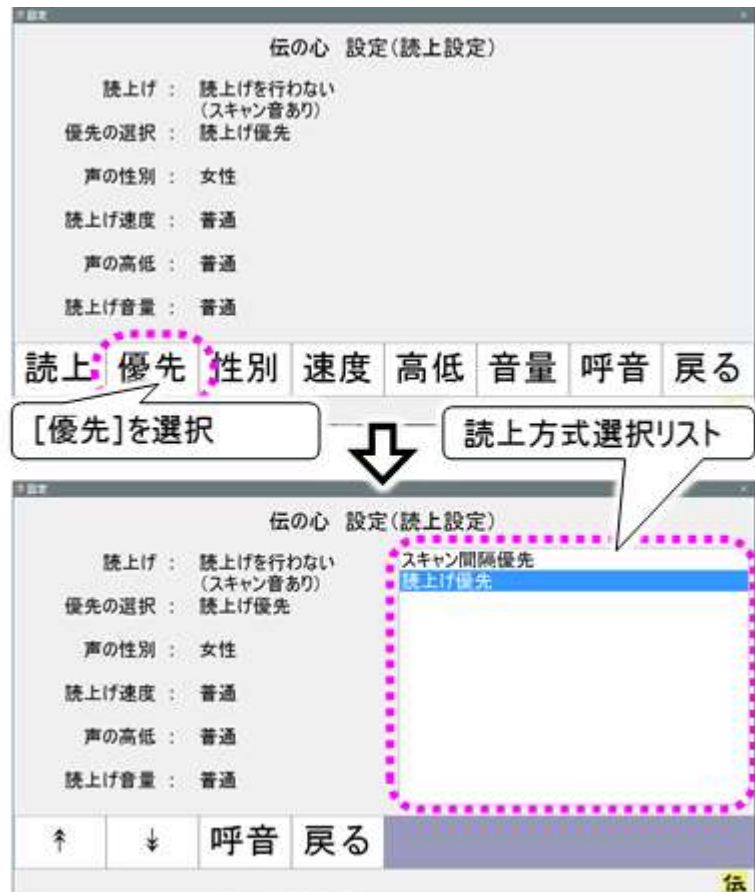 設定
伝の心 設定(読上設定)
読上げ : 読上げを行わない
(スキャン音あり)
優先の選択 : 読上げ優先
声の性別 : 女性
読上げ速度 : 普通
声の高低 : 普通
読上げ音量 : 普通
読上 優先 性別 速度 高低 音量 呼音 戻る
[優先]を選択
読上方式選択リスト
設定
伝の心 設定(読上設定)
読上げ : 読上げを行わない
(スキャン音あり)
優先の選択 : 読上げ優先
声の性別 : 女性
読上げ速度 : 普通
声の高低 : 普通
読上げ音量 : 普通
スキャン間隔優先
読上げ優先
↑ ↓ 呼音 戻る
伝